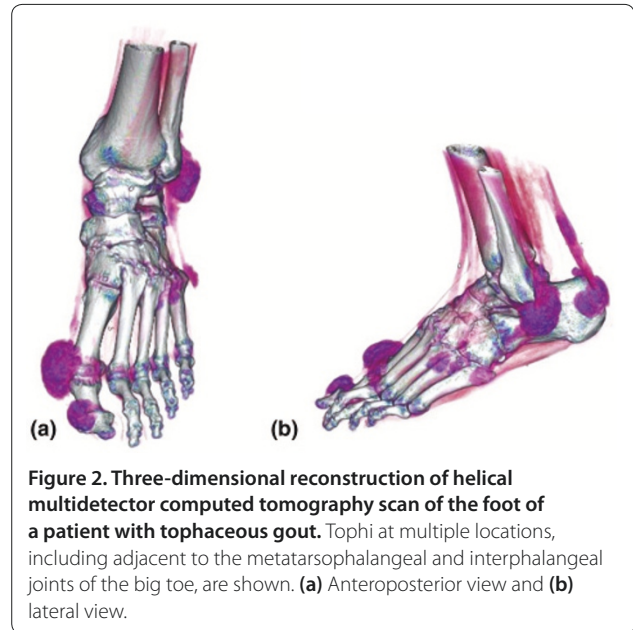 (a)
(b)
Figure 2. Three-dimensional reconstruction of helical
multidetector computed tomography scan of the foot of
a patient with tophaceous gout. Tophi at multiple locations,
including adjacent to the metatarsophalangeal and interphalangeal
joints of the big toe, are shown. (a) Anteroposterior view and (b)
lateral view.